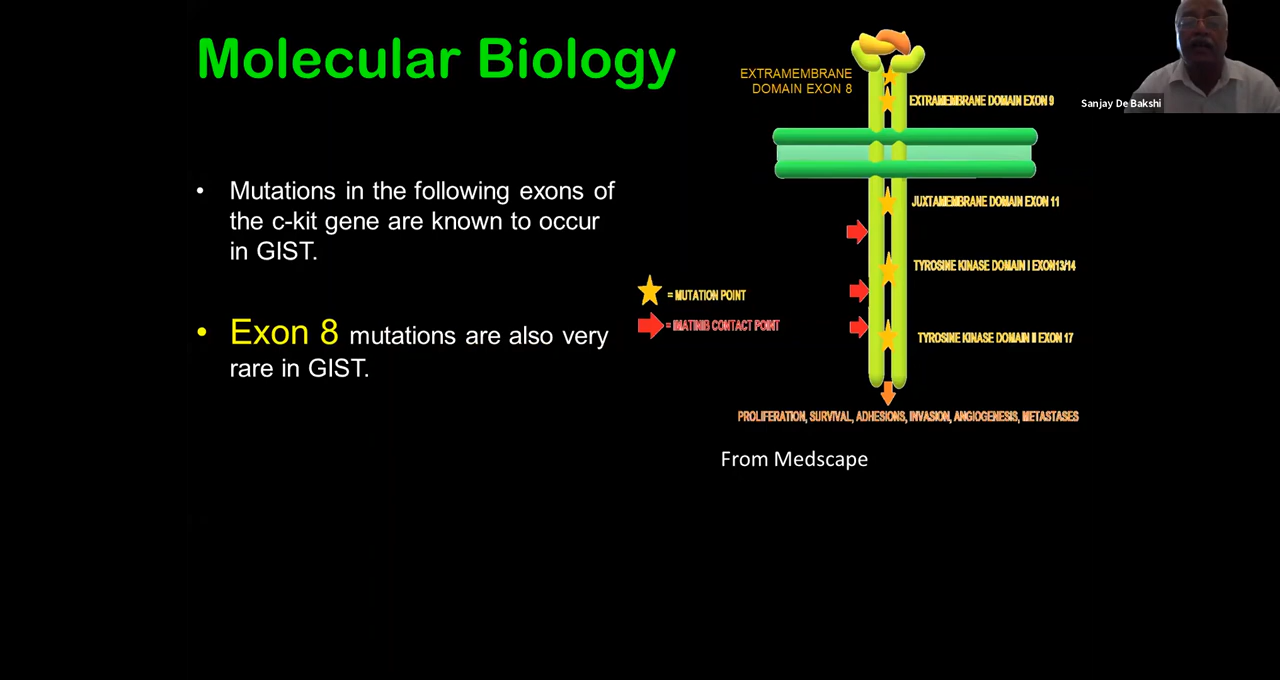 Molecular Biology
• Mutations in the following exons of
the c-kit gene are known to occur
in GIST.
• Exon 8 mutations are also very
rare in GIST.
EXTRAMEMBRANE
DOMAIN EXON 8
EXTRAMEMBRANE DOMAIN EXON 9
JUXTAMEMBRANE DOMAIN EXON 11
TYROSINE KINASE DOMAIN I EXON13/14
TYROSINE KINASE DOMAIN II EXON 17
= MUTATION POINT
= IMATINIB CONTACT POINT
PROLIFERATION, SURVIVAL, ADHESIONS, INVASION, ANGIOGENESIS, METASTASES
From Medscape
Sanjay De Bakshi